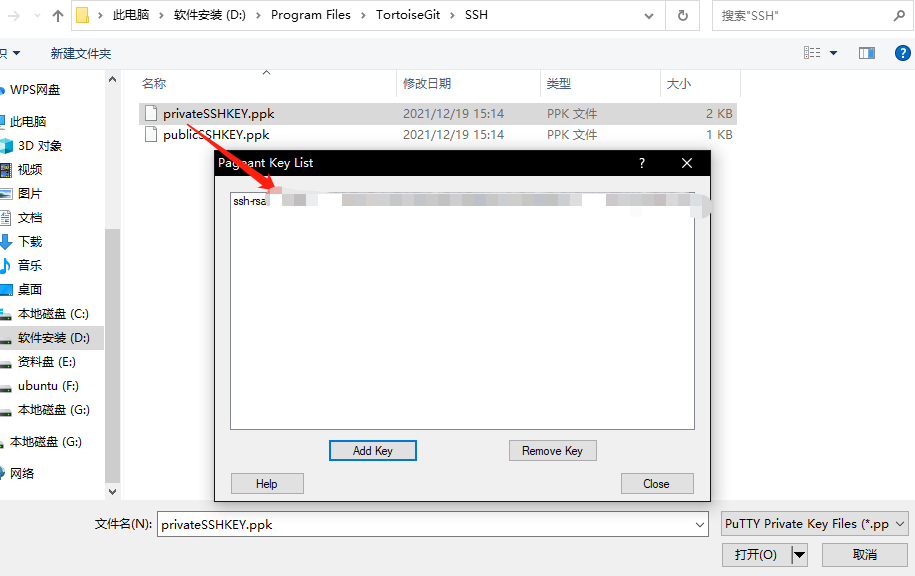 此电脑 › 软件安装 (D:) › Program Files › TortoiseGit › SSH
搜索"SSH"
新建文件夹
名称 修改日期 类型 大小
privateSSHKEY.ppk 2021/12/19 15:14 PPK 文件 2 KB
publicSSHKEY.ppk 2021/12/19 15:14 PPK 文件 1 KB
WPS网盘
此电脑
3D 对象
视频
图片
文档
下载
音乐
桌面
本地磁盘 (C:)
软件安装 (D:)
资料盘 (E:)
ubuntu (F:)
本地磁盘 (G:)
本地磁盘 (G:)
网络
Pageant Key List
ssh-rsa
Add Key Remove Key
Help Close
文件名(N): privateSSHKEY.ppk PuTTY Private Key Files (*.pp
打开(O) 取消